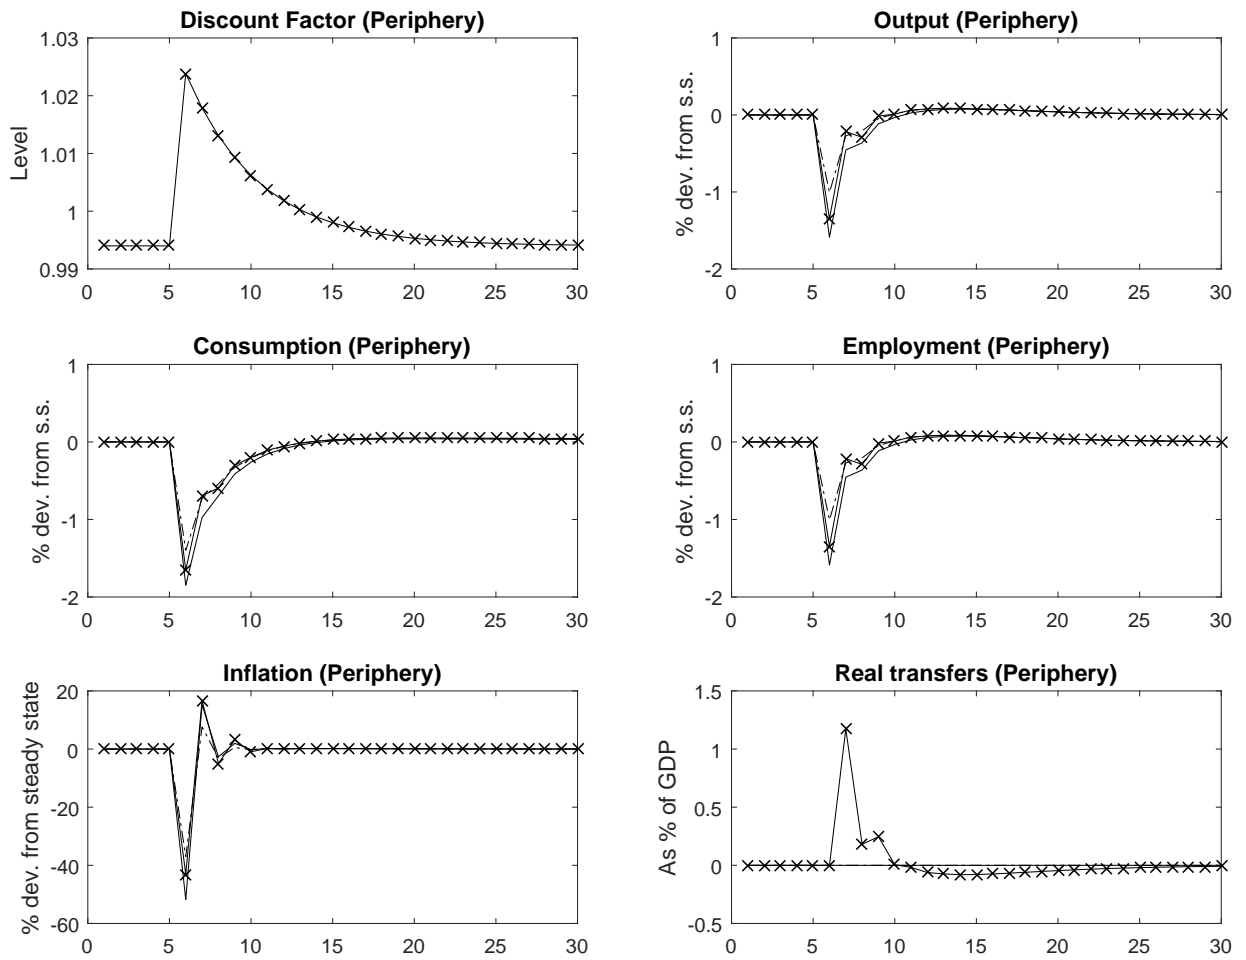 Discount Factor (Periphery)
1.03
1.02
1.01
1
0.99
Level
0 5 10 15 20 25 30
Output (Periphery)
1
0
-1
-2
% dev. from s.s.
0 5 10 15 20 25 30
Consumption (Periphery)
1
0
-1
-2
% dev. from s.s.
0 5 10 15 20 25 30
Employment (Periphery)
1
0
-1
-2
% dev. from s.s.
0 5 10 15 20 25 30
Inflation (Periphery)
20
0
-20
-40
-60
% dev. from steady state
0 5 10 15 20 25 30
Real transfers (Periphery)
1.5
1
0.5
0
-0.5
As % of GDP
0 5 10 15 20 25 30